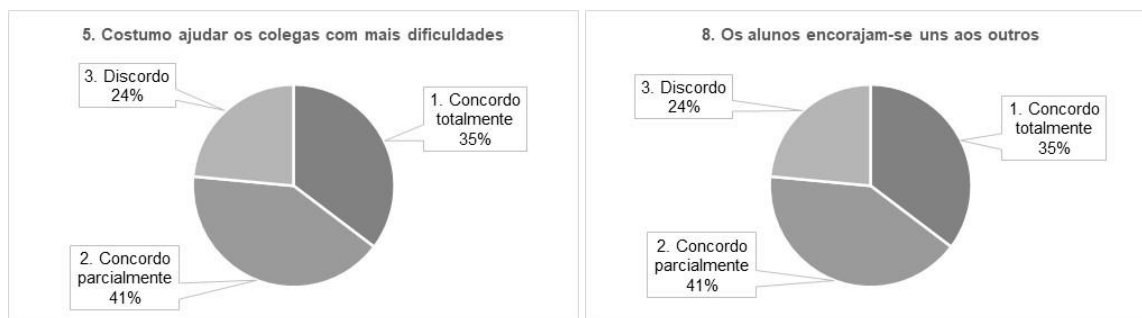 5. Costumo ajudar os colegas com mais dificuldades
3. Discordo
24%
1. Concordo
totalmente
35%
2. Concordo
parcialmente
41%
8. Os alunos encorajam-se uns aos outros
3. Discordo
24%
1. Concordo
totalmente
35%
2. Concordo
parcialmente
41%